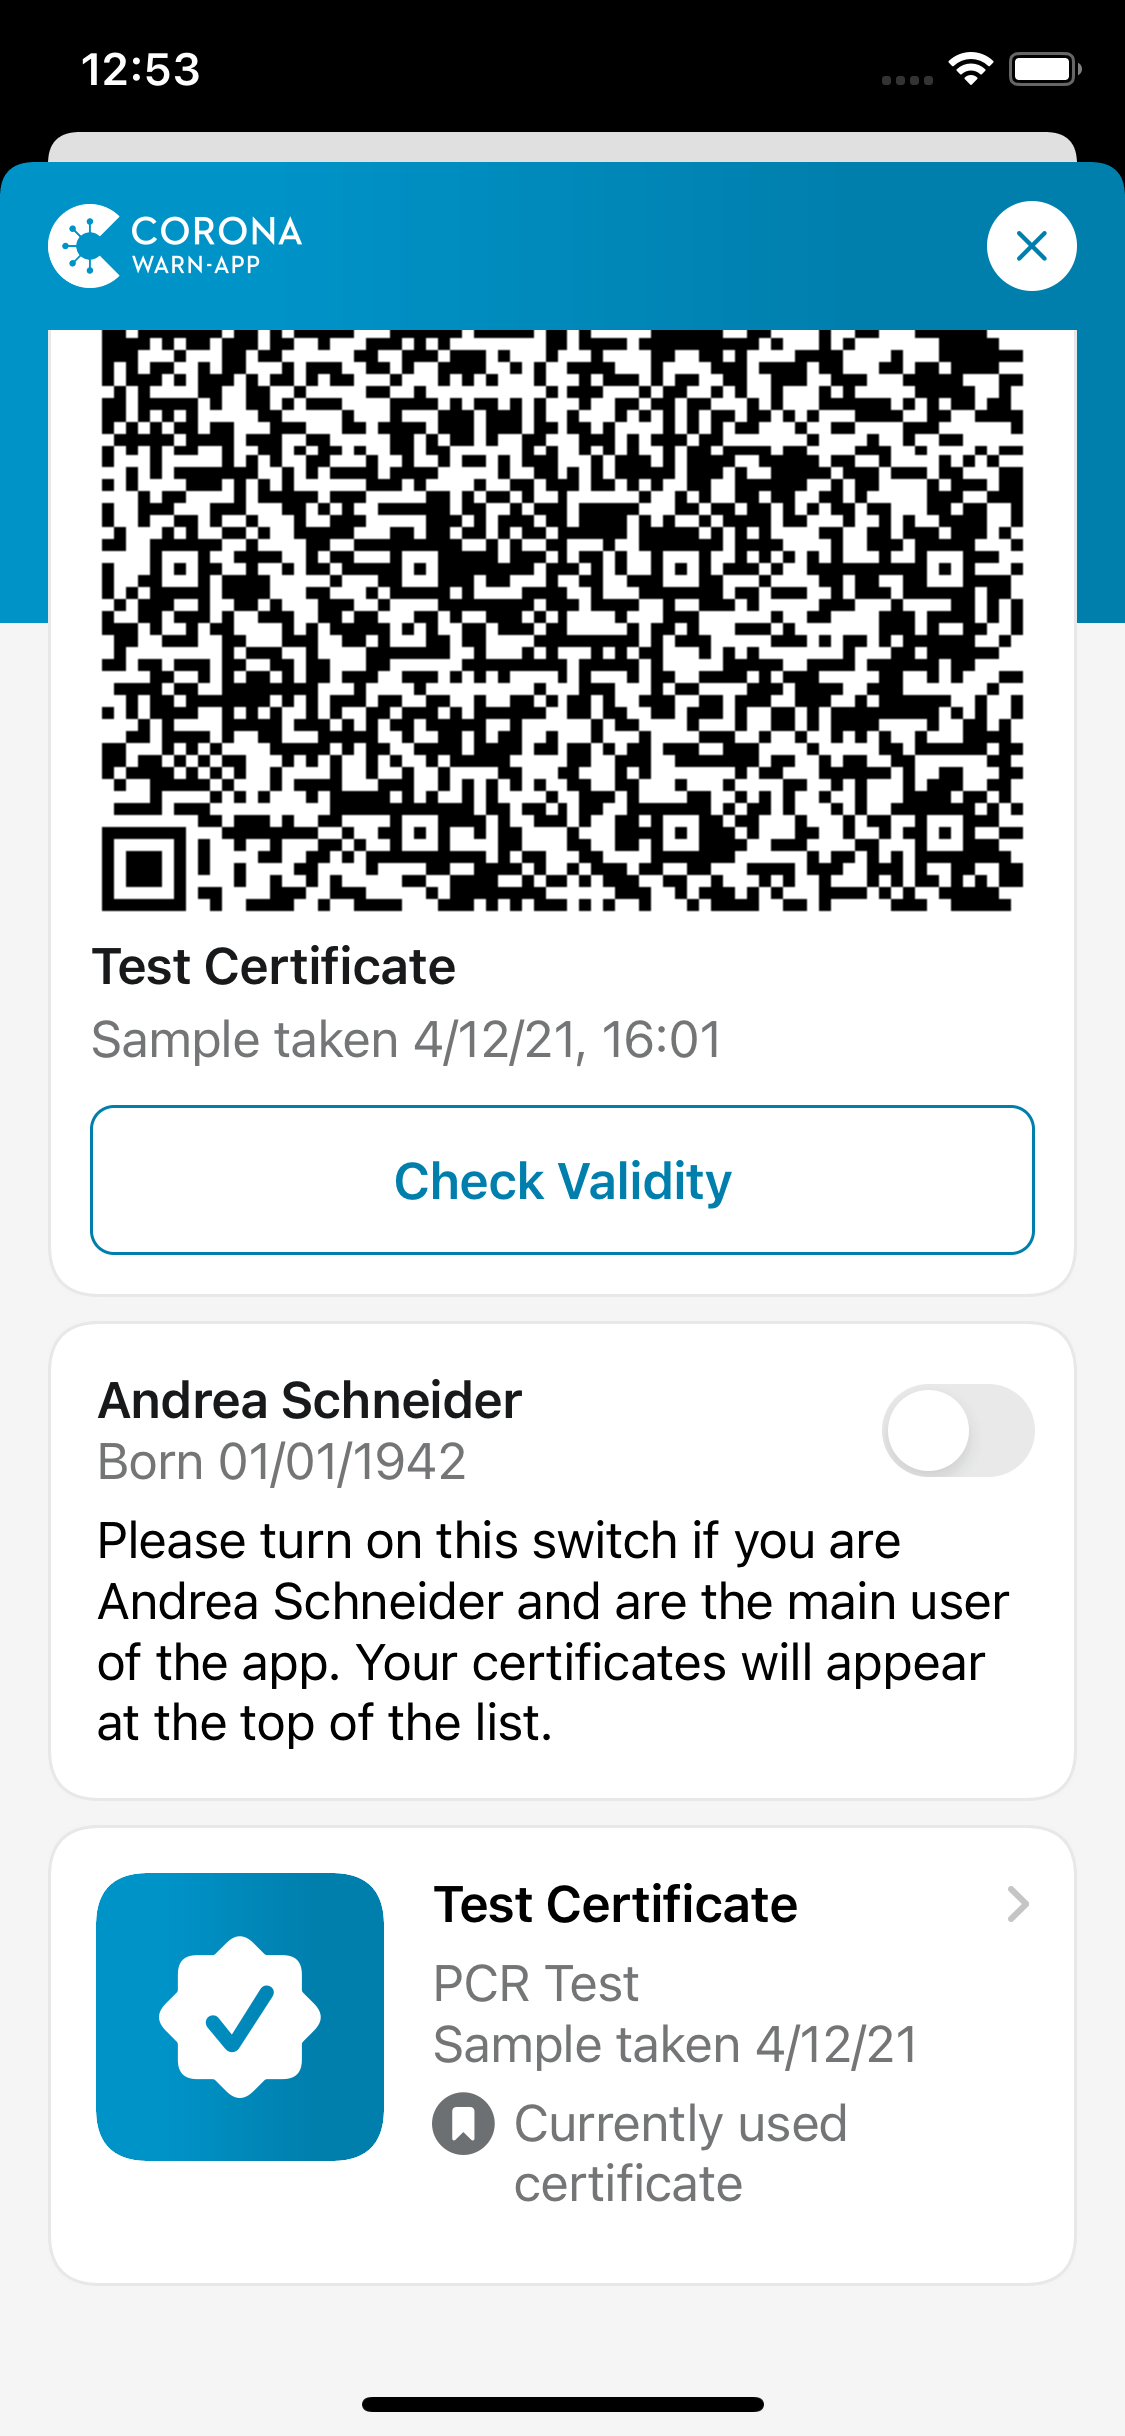 12:53
CORONA
WARN-APP
Test Certificate
Sample taken 4/12/21, 16:01
Check Validity
Andrea Schneider
Born 01/01/1942
Please turn on this switch if you are
Andrea Schneider and are the main user
of the app. Your certificates will appear
at the top of the list.
Test Certificate
PCR Test
Sample taken 4/12/21
Currently used
certificate